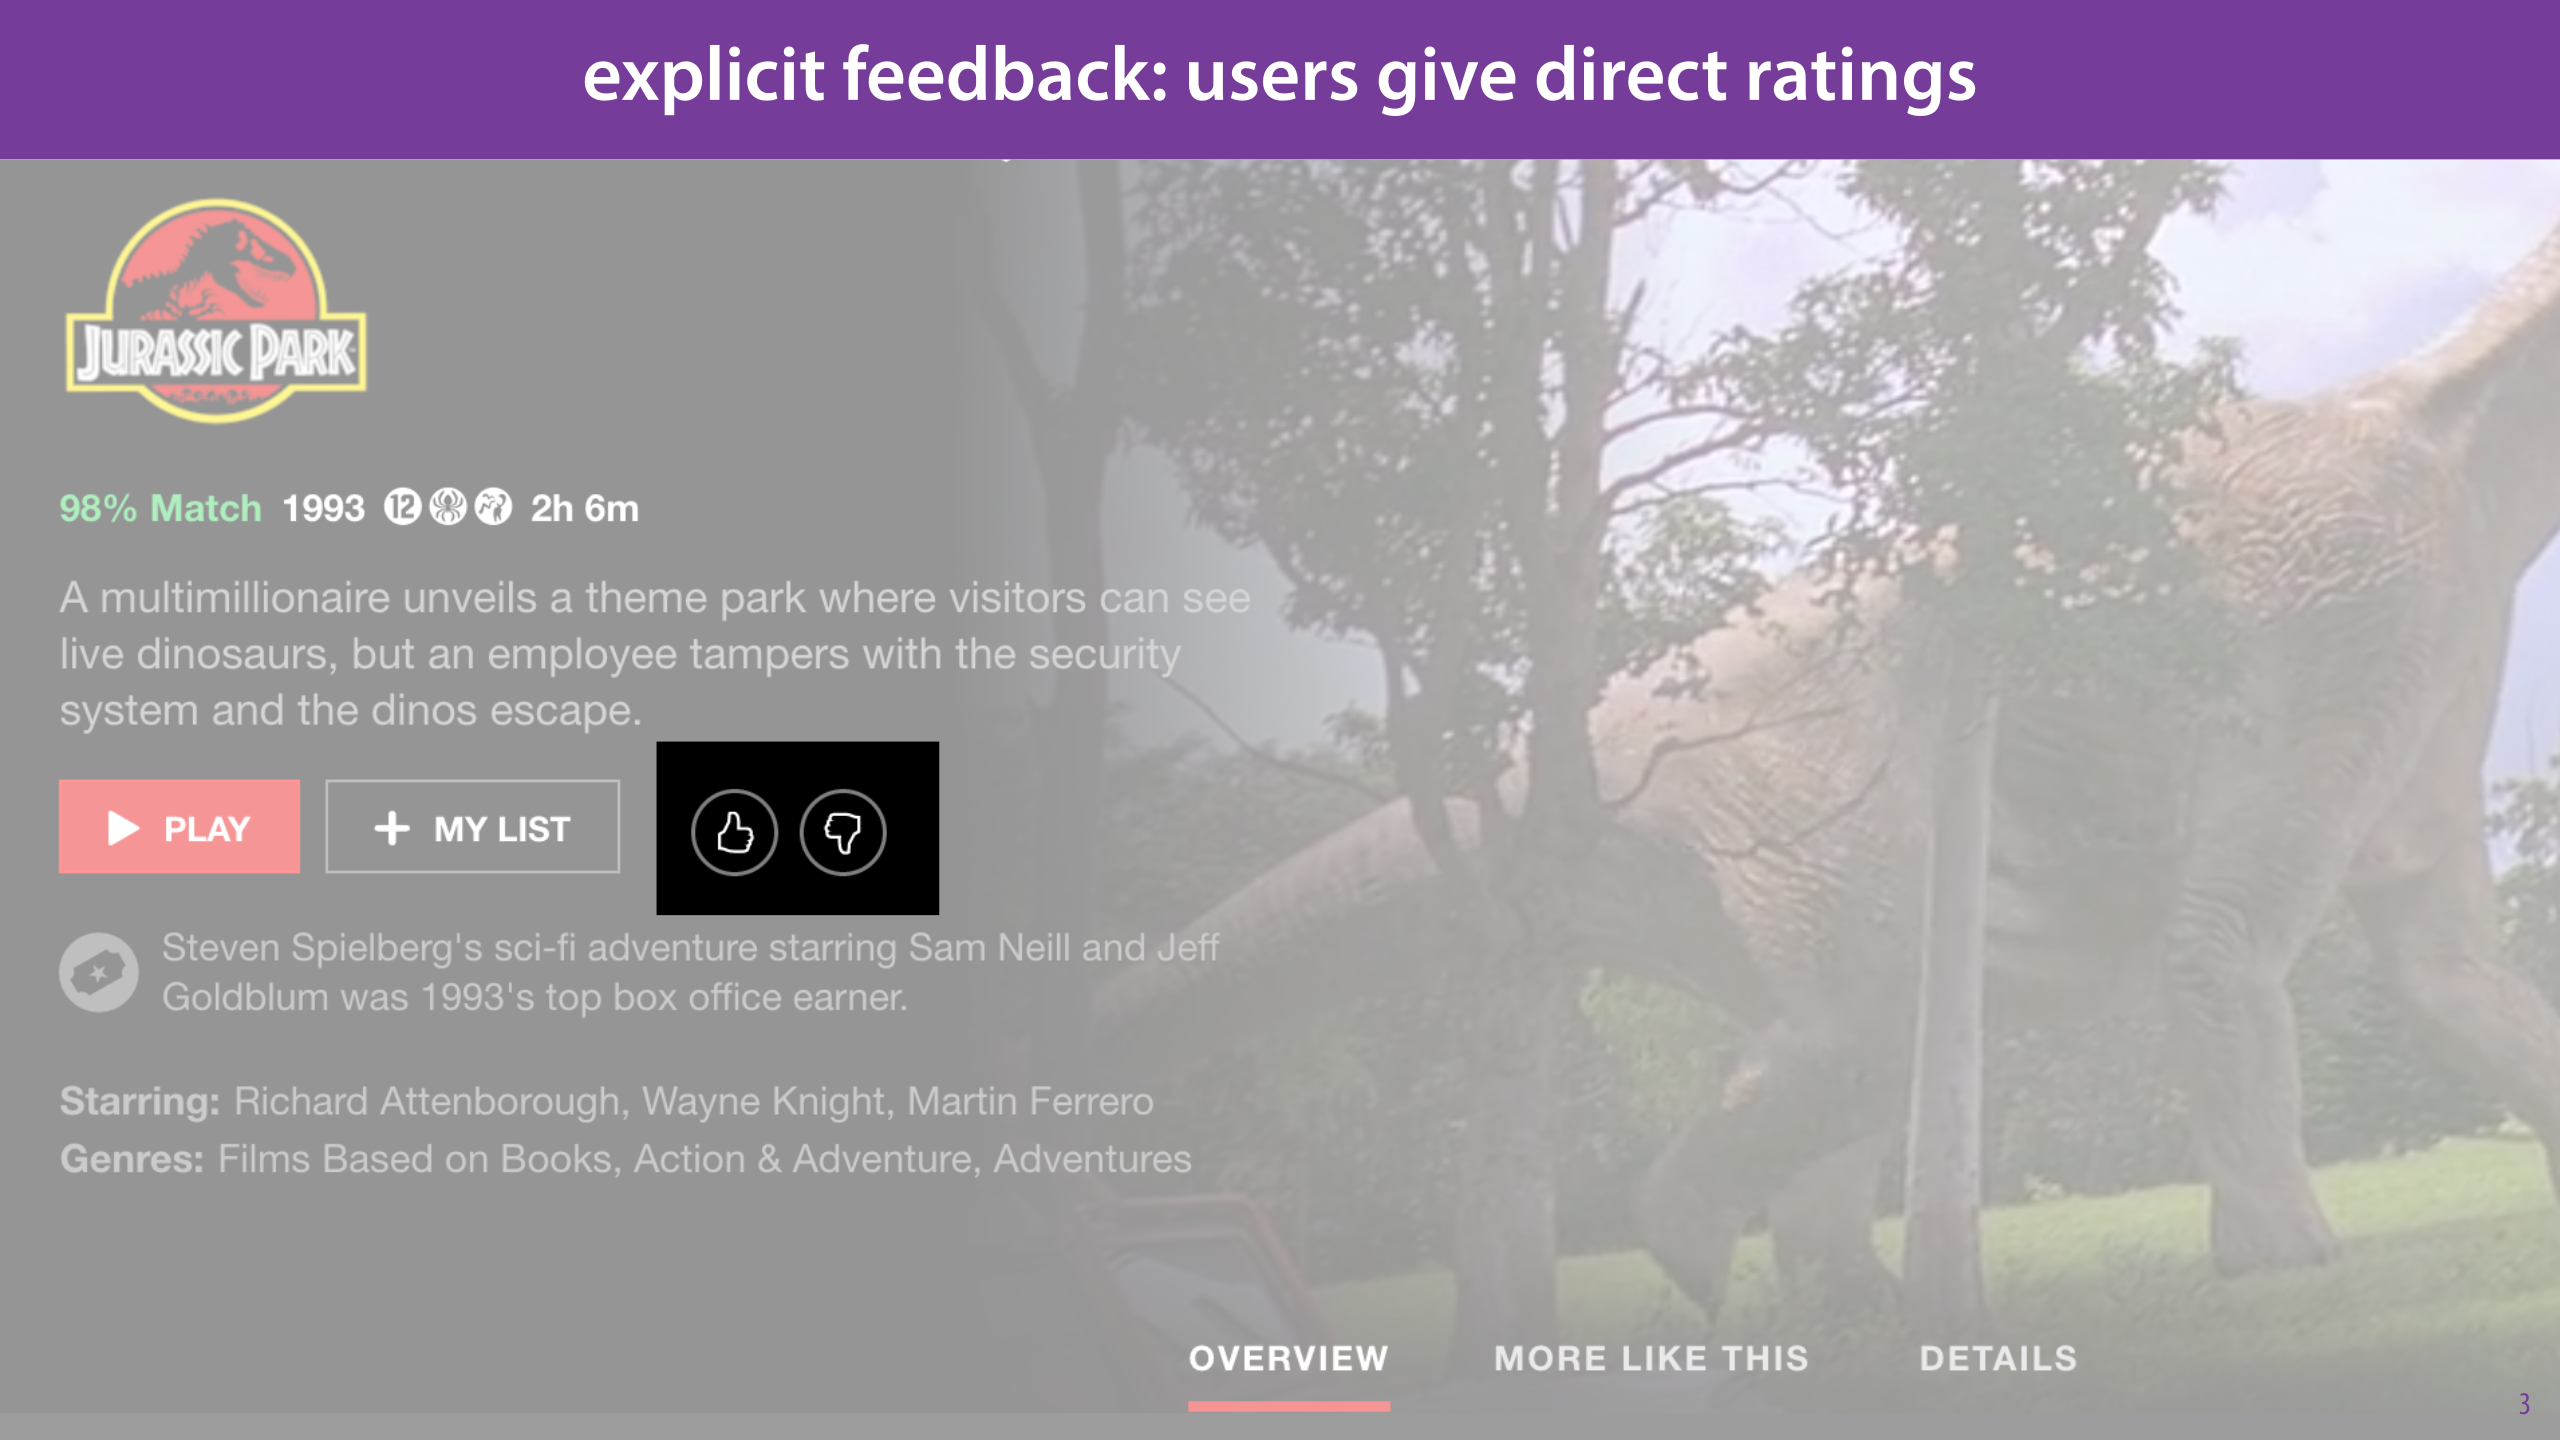 explicit feedback: users give direct ratings
JURASSIC PARK
98% Match 1993 12 2h 6m
A multimillionaire unveils a theme park where visitors can see
live dinosaurs, but an employee tampers with the security
system and the dinos escape.
PLAY
MY LIST
Steven Spielberg's sci-fi adventure starring Sam Neill and Jeff
Goldblum was 1993's top box office earner.
Starring: Richard Attenborough, Wayne Knight, Martin Ferrero
Genres: Films Based on Books, Action & Adventure, Adventures
OVERVIEW
MORE LIKE THIS
DETAILS
3